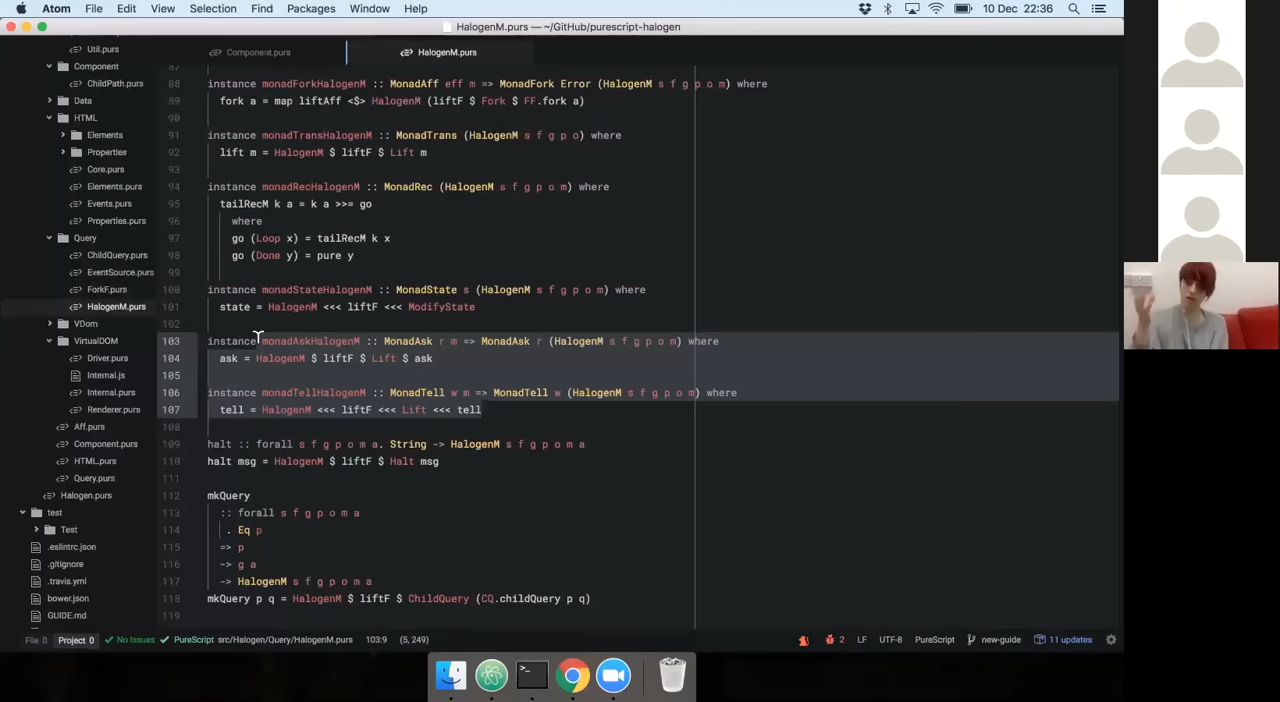 Atom File Edit View Selection Find Packages Window Help 10 Dec 22:36
HalogenM.purs — ~/GitHub/purescript-halogen
Component.purs HalogenM.purs
Util.purs
Component
ChildPath.purs
Data
HTML
Elements
Properties
Core.purs
Elements.purs
Events.purs
Properties.purs
Query
ChildQuery.purs
EventSource.purs
ForkF.purs
HalogenM.purs
VDom
VirtualDOM
Driver.purs
Internal.js
Internal.purs
Renderer.purs
Aff.purs
Component.purs
HTML.purs
Query.purs
Halogen.purs
test
Test
.eslintrc.json
.gitignore
.travis.yml
bower.json
GUIDE.md
87
88 instance monadForkHalogenM :: MonadAff eff m => MonadFork Error (HalogenM s f g p o m) where
89 fork a = map liftAff <$> HalogenM (liftF $ Fork $ FF.fork a)
90
91 instance monadTransHalogenM :: MonadTrans (HalogenM s f g p o) where
92 lift m = HalogenM $ liftF $ Lift m
93
94 instance monadRecHalogenM :: MonadRec (HalogenM s f g p o m) where
95 tailRecM k a = k a >>= go
96 where
97 go (Loop x) = tailRecM k x
98 go (Done y) = pure y
99
100 instance monadStateHalogenM :: MonadState s (HalogenM s f g p o m) where
101 state = HalogenM <<< liftF <<< ModifyState
102
103 instance monadAskHalogenM :: MonadAsk r m => MonadAsk r (HalogenM s f g p o m) where
104 ask = HalogenM $ liftF $ Lift $ ask
105
106 instance monadTellHalogenM :: MonadTell w m => MonadTell w (HalogenM s f g p o m) where
107 tell = HalogenM <<< liftF <<< Lift <<< tell
108
109 halt :: forall s f g p o m a. String -> HalogenM s f g p o m a
110 halt msg = HalogenM $ liftF $ Halt msg
111
112 mkQuery
113 :: forall s f g p o m a
114 . Eq p
115 => p
116 -> g a
117 -> HalogenM s f g p o m a
118 mkQuery p q = HalogenM $ liftF $ ChildQuery (CQ.childQuery p q)
119
File 0 Project 0 No Issues PureScript src/Halogen/Query/HalogenM.purs 103:9 (5, 249) 2 LF UTF-8 PureScript new-guide 11 updates